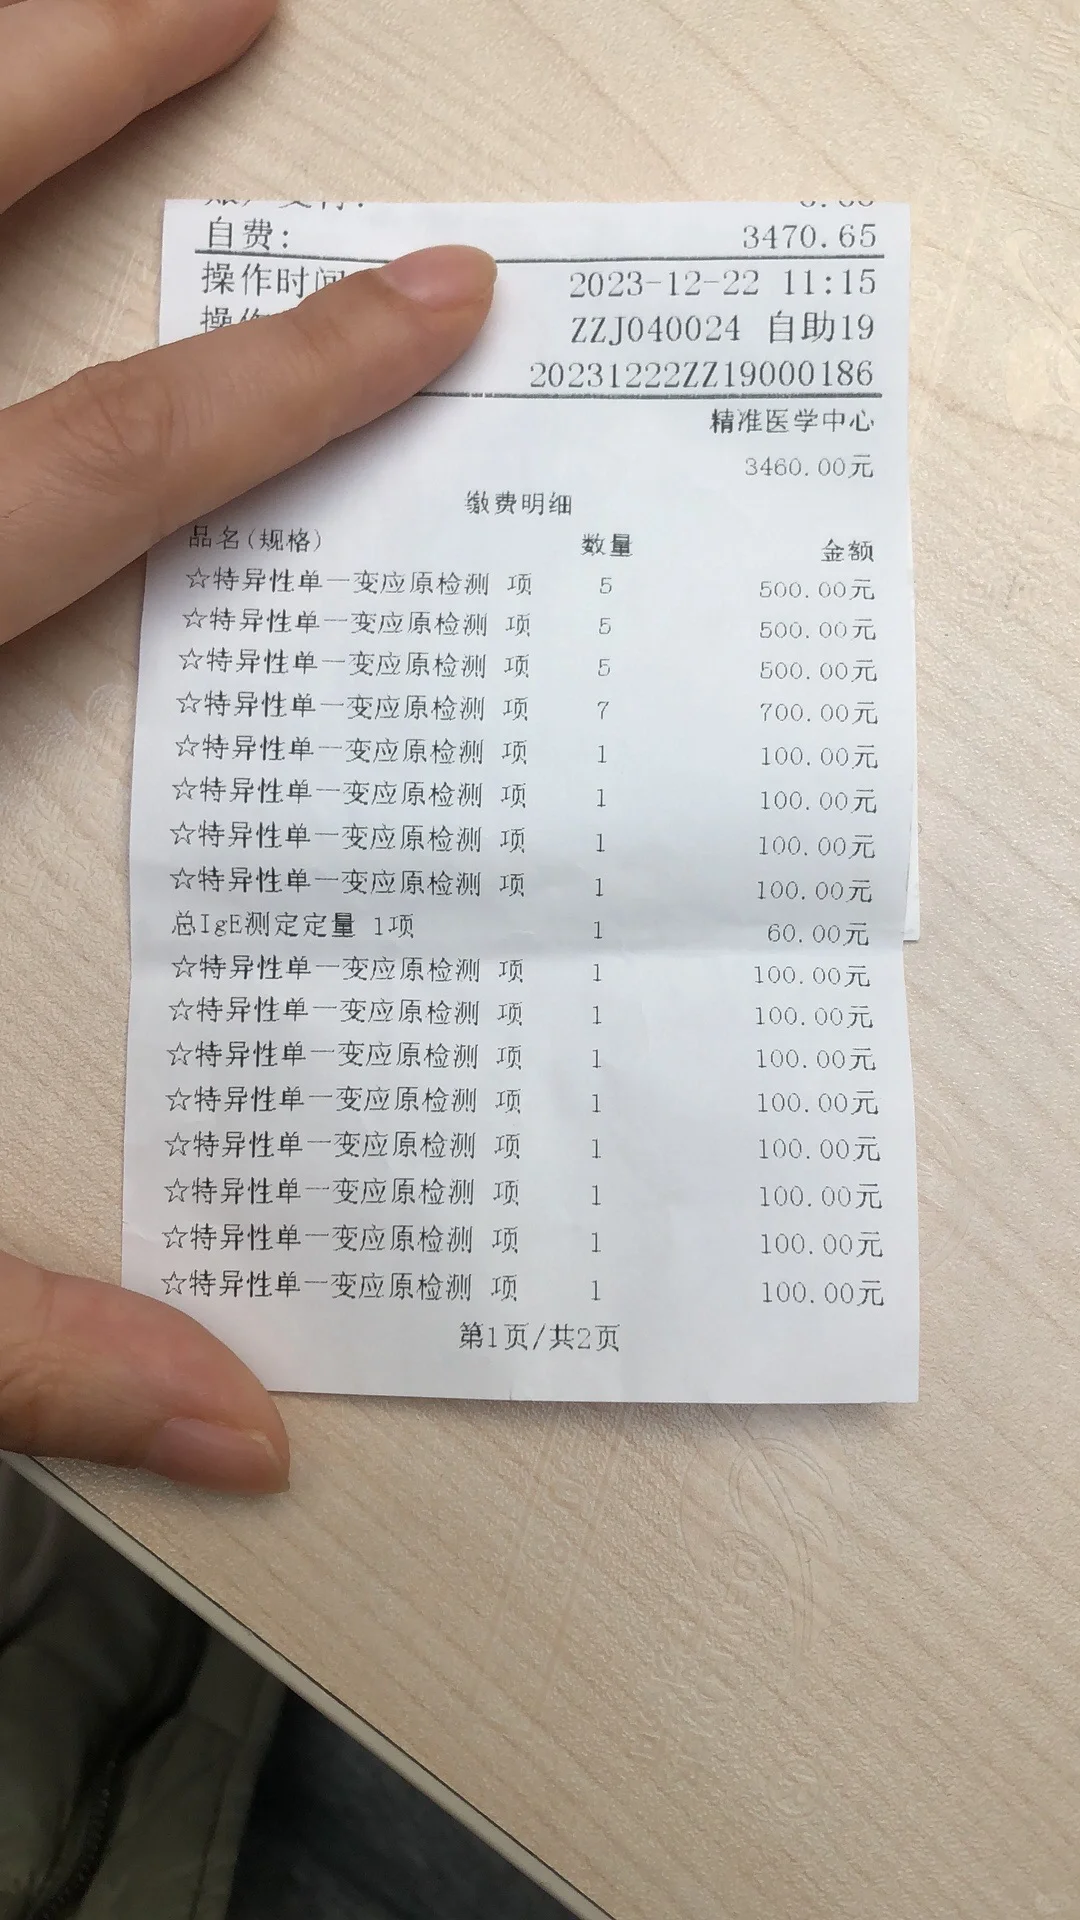 自费: 3470.65
操作时间 2023-12-22 11:15
操作 ZZJ040024 自助19
20231222ZZ19000186
精准医学中心
3460.00元
缴费明细
品名(规格) 数量 金额
☆特异性单一变应原检测 项 5 500.00元
☆特异性单一变应原检测 项 5 500.00元
☆特异性单一变应原检测 项 5 500.00元
☆特异性单一变应原检测 项 7 700.00元
☆特异性单一变应原检测 项 1 100.00元
☆特异性单一变应原检测 项 1 100.00元
☆特异性单一变应原检测 项 1 100.00元
☆特异性单一变应原检测 项 1 100.00元
总IgE测定定量 1项 1 60.00元
☆特异性单一变应原检测 项 1 100.00元
☆特异性单一变应原检测 项 1 100.00元
☆特异性单一变应原检测 项 1 100.00元
☆特异性单一变应原检测 项 1 100.00元
☆特异性单一变应原检测 项 1 100.00元
☆特异性单一变应原检测 项 1 100.00元
☆特异性单一变应原检测 项 1 100.00元
☆特异性单一变应原检测 项 1 100.00元
第1页/共2页